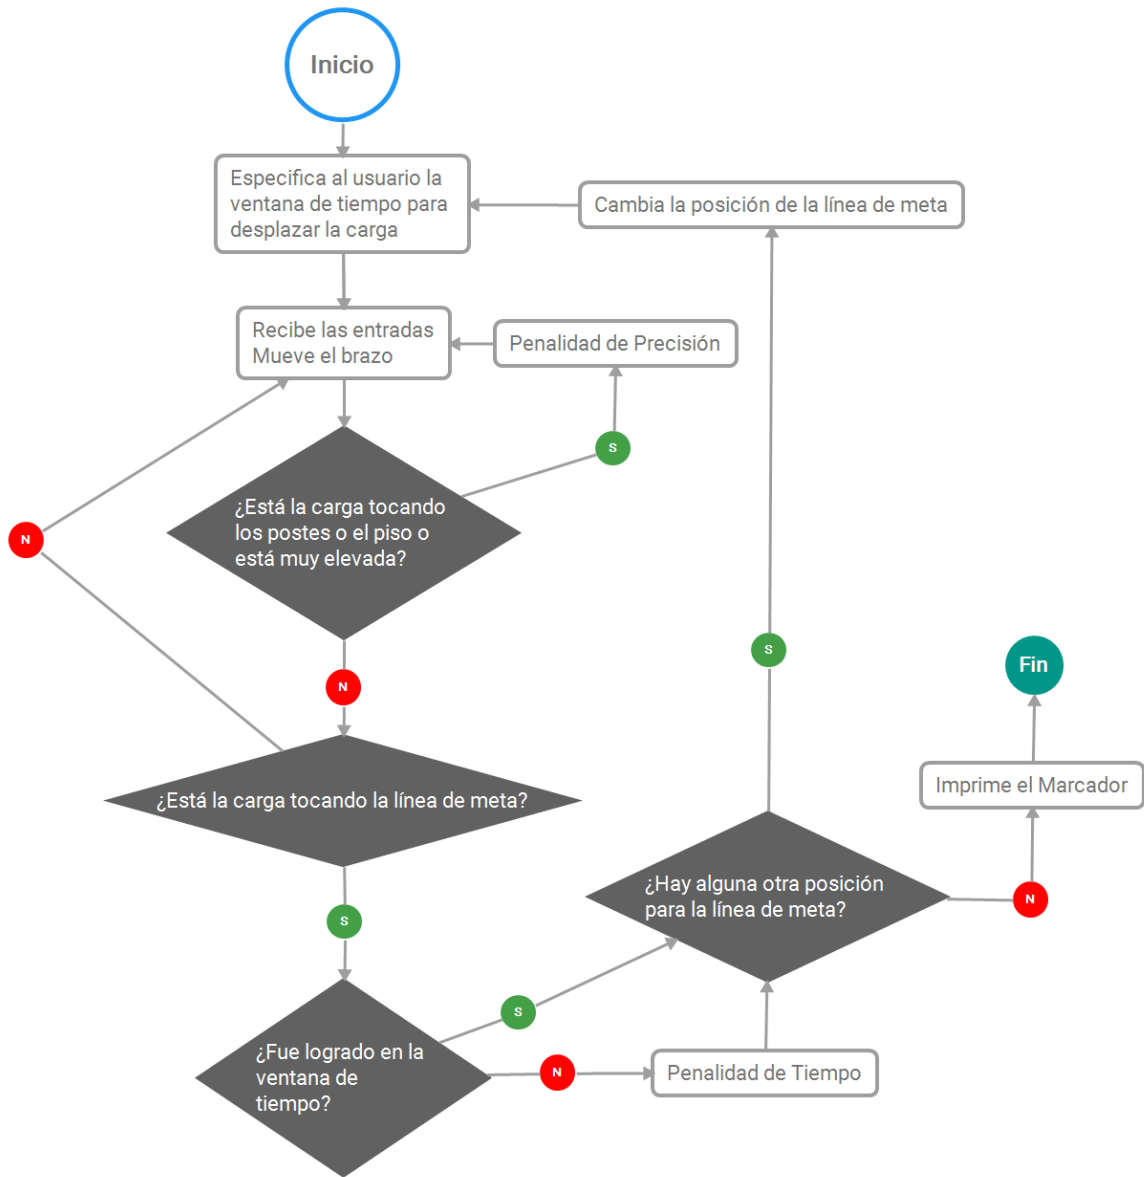 Inicio
Especifica al usuario la
ventana de tiempo para
desplazar la carga
Cambia la posición de la línea de meta
Recibe las entradas
Mueve el brazo
Penalidad de Precisión
S
¿Está la carga tocando
los postes o el piso o
está muy elevada?
N
N
S
Fin
¿Está la carga tocando la línea de meta?
Imprime el Marcador
¿Hay alguna otra posición
para la línea de meta?
N
S
S
¿Fue logrado en la
ventana de
tiempo?
N
Penalidad de Tiempo